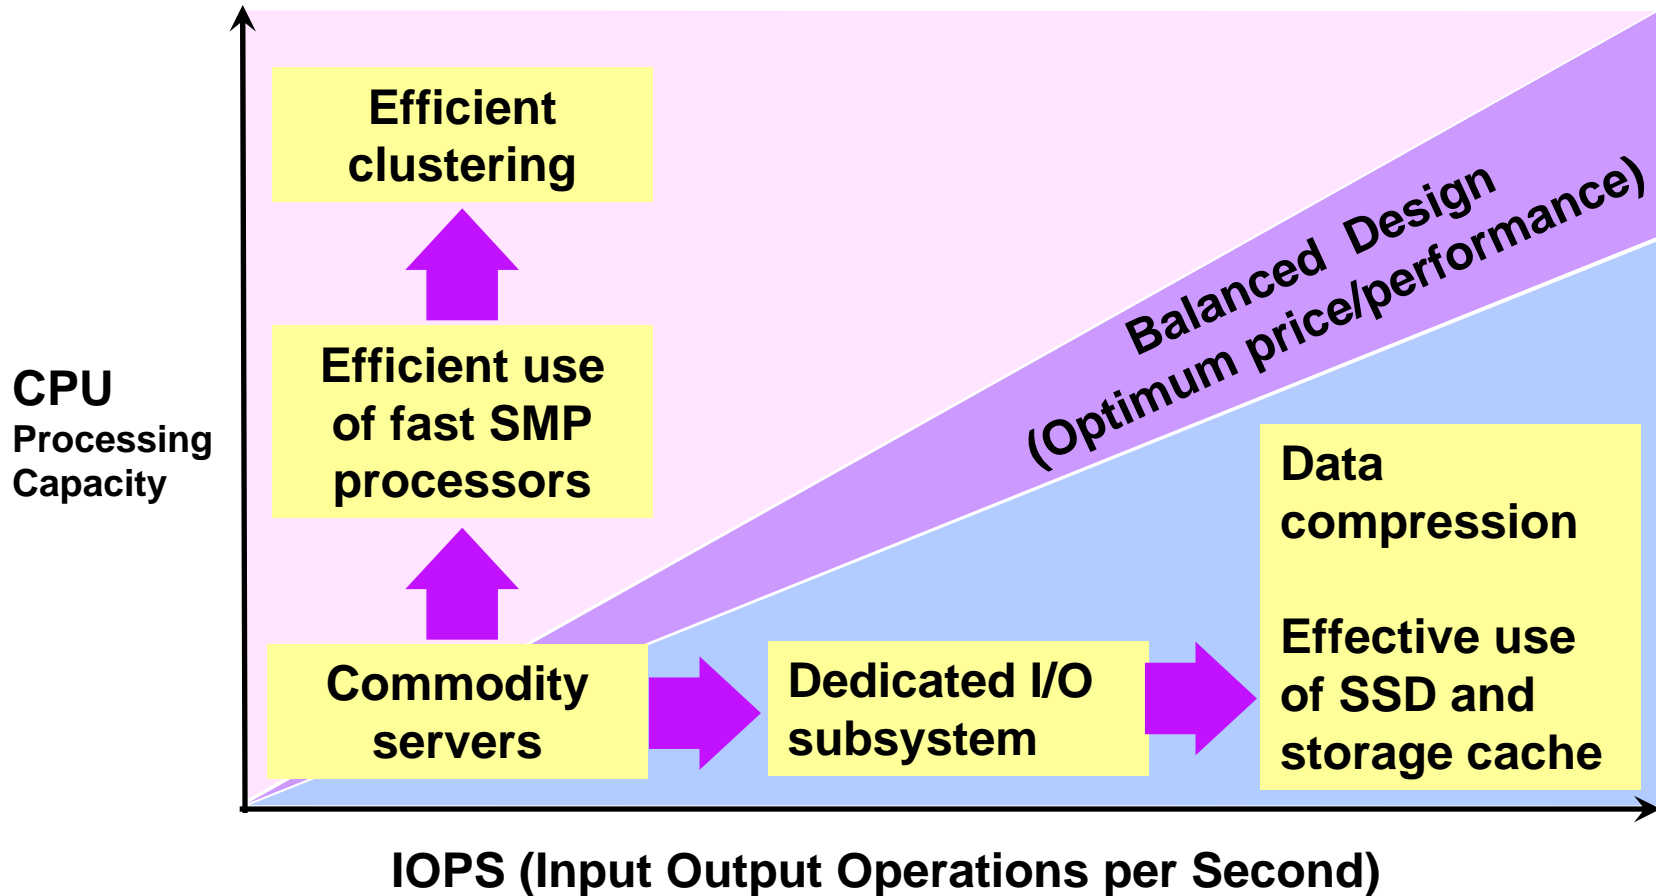 Efficient
clustering
Efficient use
of fast SMP
processors
CPU
Processing
Capacity
Commodity
servers
Dedicated I/O
subsystem
Data
compression
Effective use
of SSD and
storage cache
Balanced Design
(Optimum price/performance)
IOPS (Input Output Operations per Second)